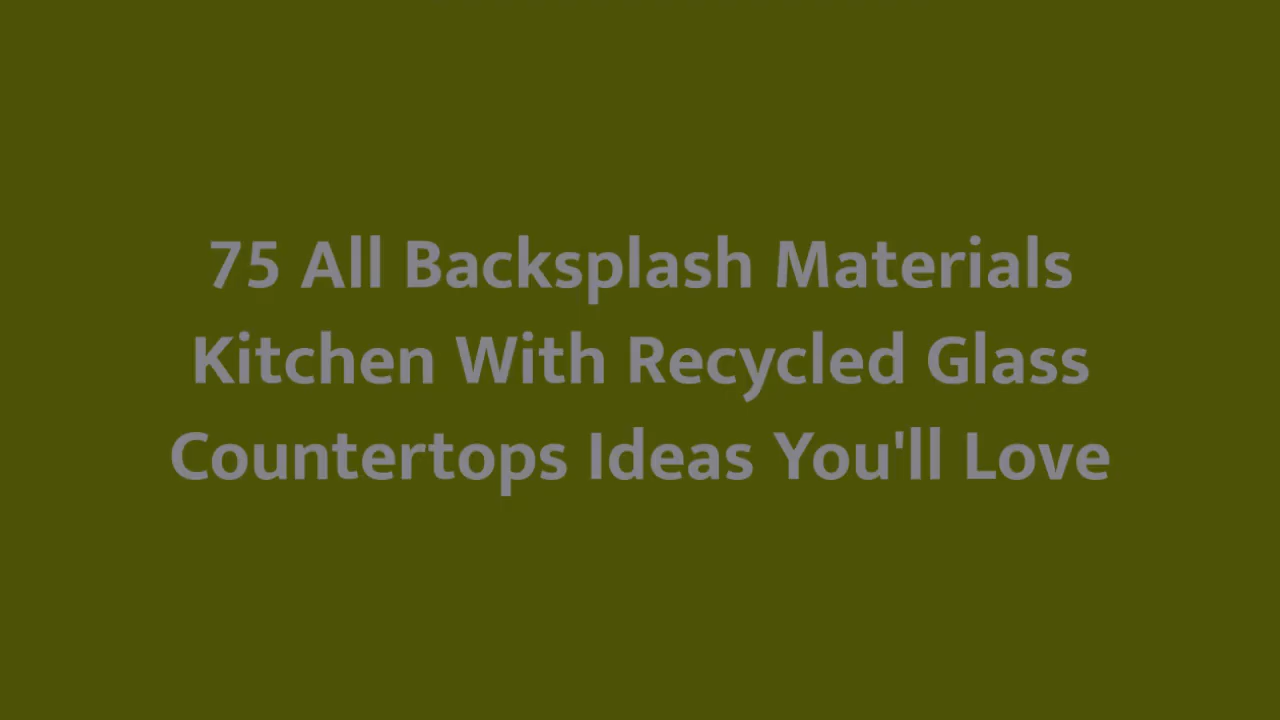 75 All Backsplash Materials
Kitchen With Recycled Glass
Countertops Ideas You'll Love